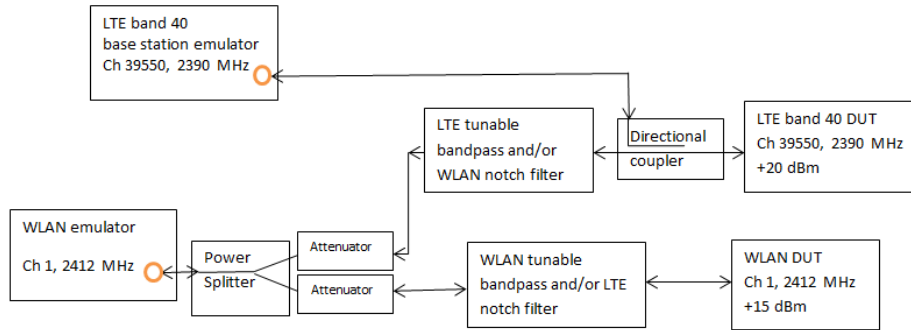 LTE band 40
base station emulator
Ch 39550, 2390 MHz
LTE tunable
bandpass and/or
WLAN notch filter
Directional
coupler
LTE band 40 DUT
Ch 39550, 2390 MHz
+20 dBm
WLAN emulator
Ch 1, 2412 MHz
Power
Splitter
Attenuator
Attenuator
WLAN tunable
bandpass and/or LTE
notch filter
WLAN DUT
Ch 1, 2412 MHz
+15 dBm